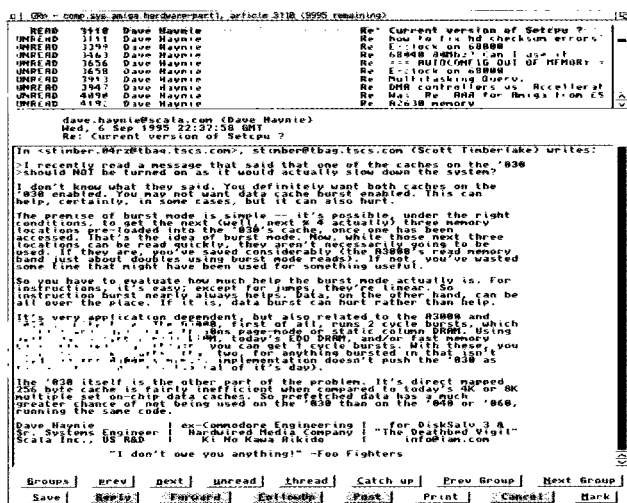 GRn - comp.sys.amiga.hardware-part1, article 3110 (9995 remaining)
READ 3110 Dave Haynie Re Current version of Setcpu ?
UNREAD 3191 Dave Haynie Re how to fix hd checksum errors
UNREAD 3399 Dave Haynie Re E-clock on 68000
UNREAD 3463 Dave Haynie Re 68040 40Mhz? can I use it
UNREAD 3656 Dave Haynie Re === AUTOCONFIG OUT OF MEMORY =
UNREAD 3658 Dave Haynie Re E-clock on 68000
UNREAD 3913 Dave Haynie Re Multitasking Query.
UNREAD 3947 Dave Haynie Re DMA controllers vs. Accelerat
UNREAD Dave Haynie Re Wai Re for Amiga from ES
UNREAD Dave Haynie Re A2630 memory
dave.haynie@scala.com (Dave Haynie)
Wed, 6 Sep 1995 22:37:58 GMT
Re: Current version of Setcpu ?
In <stimber.04rz@tbag.tscs.com>, stimber@tbag.tscs.com (Scott Timberlake) writes:
>I recently read a message that said that one of the caches on the '030
>should NOT be turned on as it would actually slow down the system?
I don't know what they said. You definitely want both caches on the
'030 enabled. You may not want data cache burst enabled. This can
help, certainly, in some cases, but it can also hurt.
The premise of burst mode is simple -- it's possible, under the right
conditions, to get the next (well, next % 4 actually) three memory
locations pre-loaded into the '030's cache, once one has been
accessed. That's the idea of burst mode. Now, while those next three
locations can be read quickly, they aren't necessarily going to be
used. If they are, you've saved considerably (the A3000's read memory
band just about doubles using burst mode reads). If not, you've wasted
some time that might have been used for something useful.
So you have to evaluate how much help the burst mode actually is. For
instructions, it's easy; except for jumps, they're linear. So
instruction burst nearly always helps. Data, on the other hand, can be
all over the place. If it is, data burst can hurt rather than help.
It's very application dependent, but also related to the A3000 and
first of all, runs 2 cycle bursts, which
page-mode or static column DRAM. Using
today's EDO DRAM, and/or fast memory
you can get 1 cycle bursts. With these, you
two for anything bursted in that isn't
implementation doesn't push the '030 as
of it's day).
The '030 itself is the other part of the problem. It's direct mapped
256 byte cache is fairly inefficient when compared to today's 4K or 8K
multiple set on-chip data caches. So prefetched data has a much
greater chance of not being used on the '030 than on the '040 or '060,
running the same code.
Dave Haynie | ex-Commodore Engineering | for DiskSalv 3 &
Sr. Systems Engineer | Hardwired Media Company | "The Deathbed Vigil"
Scala Inc., US R&D | Ki No Kawa Aikido | info@iam.com
"I don't owe you anything!" -Foo Fighters
Groups prev next unread thread Catch up Prev Group Next Group
Save Reply Forward FollowUp Post Print Cancel Mark